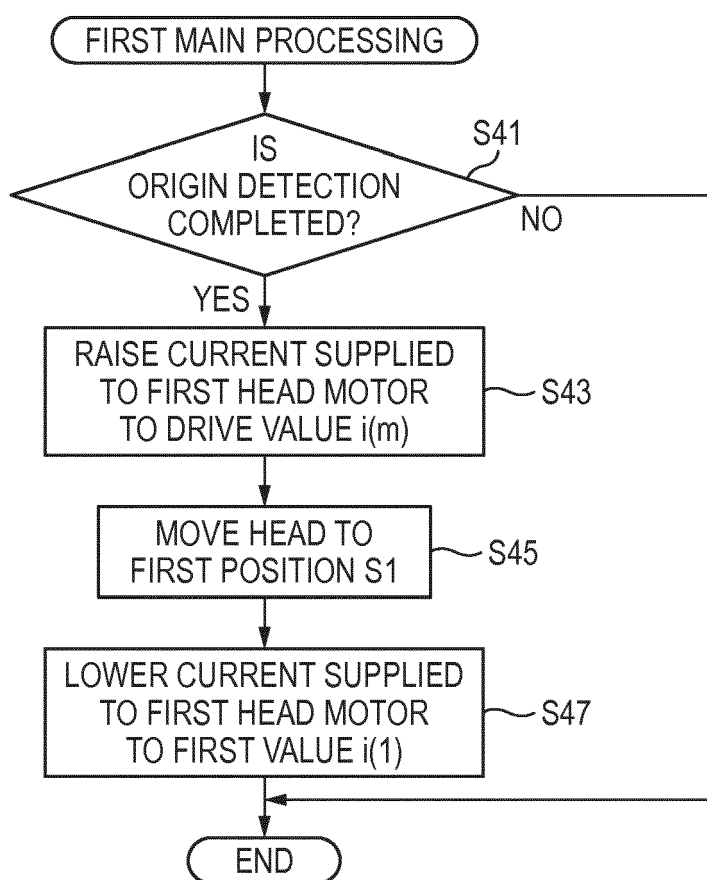 FIRST MAIN PROCESSING
S41
IS
ORIGIN DETECTION
COMPLETED?
NO
YES
RAISE CURRENT SUPPLIED
TO FIRST HEAD MOTOR
TO DRIVE VALUE i(m)
S43
MOVE HEAD TO
FIRST POSITION S1
S45
LOWER CURRENT SUPPLIED
TO FIRST HEAD MOTOR
TO FIRST VALUE i(1)
S47
END